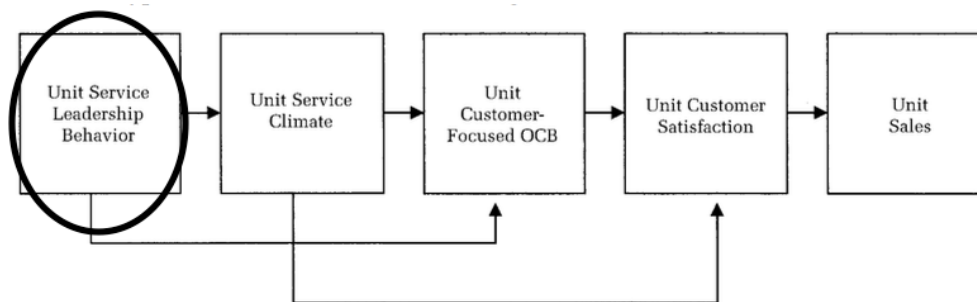 Unit Service
Leadership
Behavior
Unit Service
Climate
Unit
Customer-
Focused OCB
Unit Customer
Satisfaction
Unit
Sales